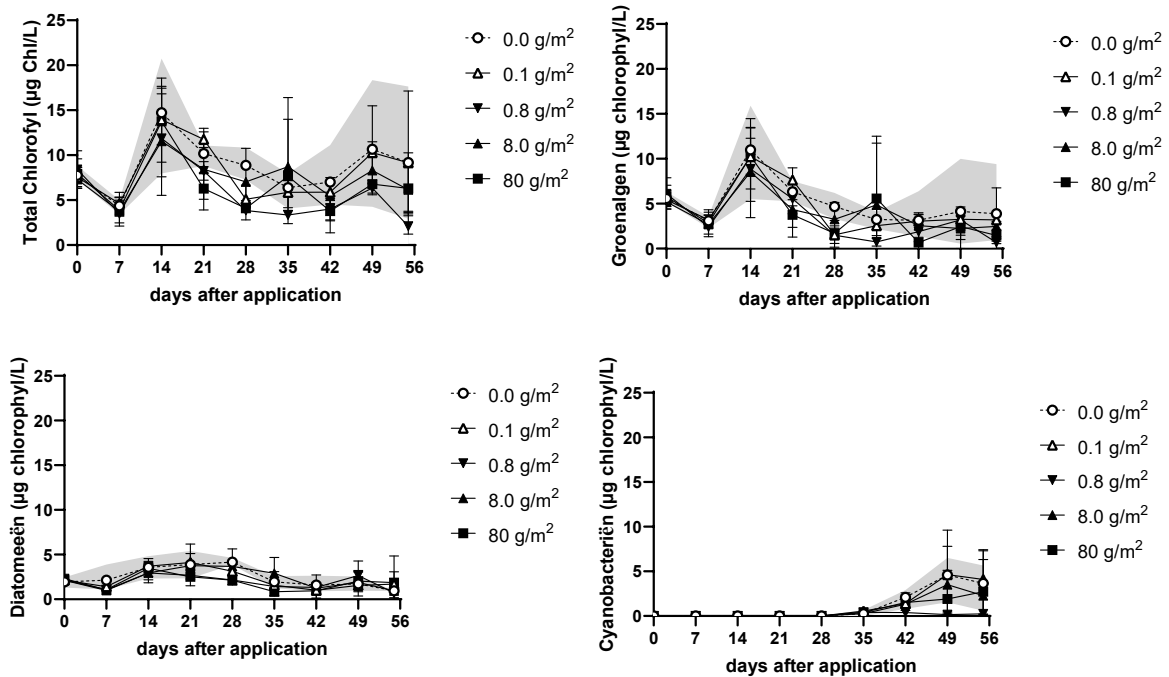 Total Chlorofyl (µg Chl/L)
25
20
15
10
5
0
0 7 14 21 28 35 42 49 56
days after application
0.0 g/m²
0.1 g/m²
0.8 g/m²
8.0 g/m²
80 g/m²
Groenalgen (µg chlorophyl/L)
25
20
15
10
5
0
0 7 14 21 28 35 42 49 56
days after application
0.0 g/m²
0.1 g/m²
0.8 g/m²
8.0 g/m²
80 g/m²
Diatomeeën (µg chlorophyl/L)
25
20
15
10
5
0
0 7 14 21 28 35 42 49 56
days after application
0.0 g/m²
0.1 g/m²
0.8 g/m²
8.0 g/m²
80 g/m²
Cyanobacteriën (µg chlorophyl/L)
25
20
15
10
5
0
0 7 14 21 28 35 42 49 56
days after application
0.0 g/m²
0.1 g/m²
0.8 g/m²
8.0 g/m²
80 g/m²